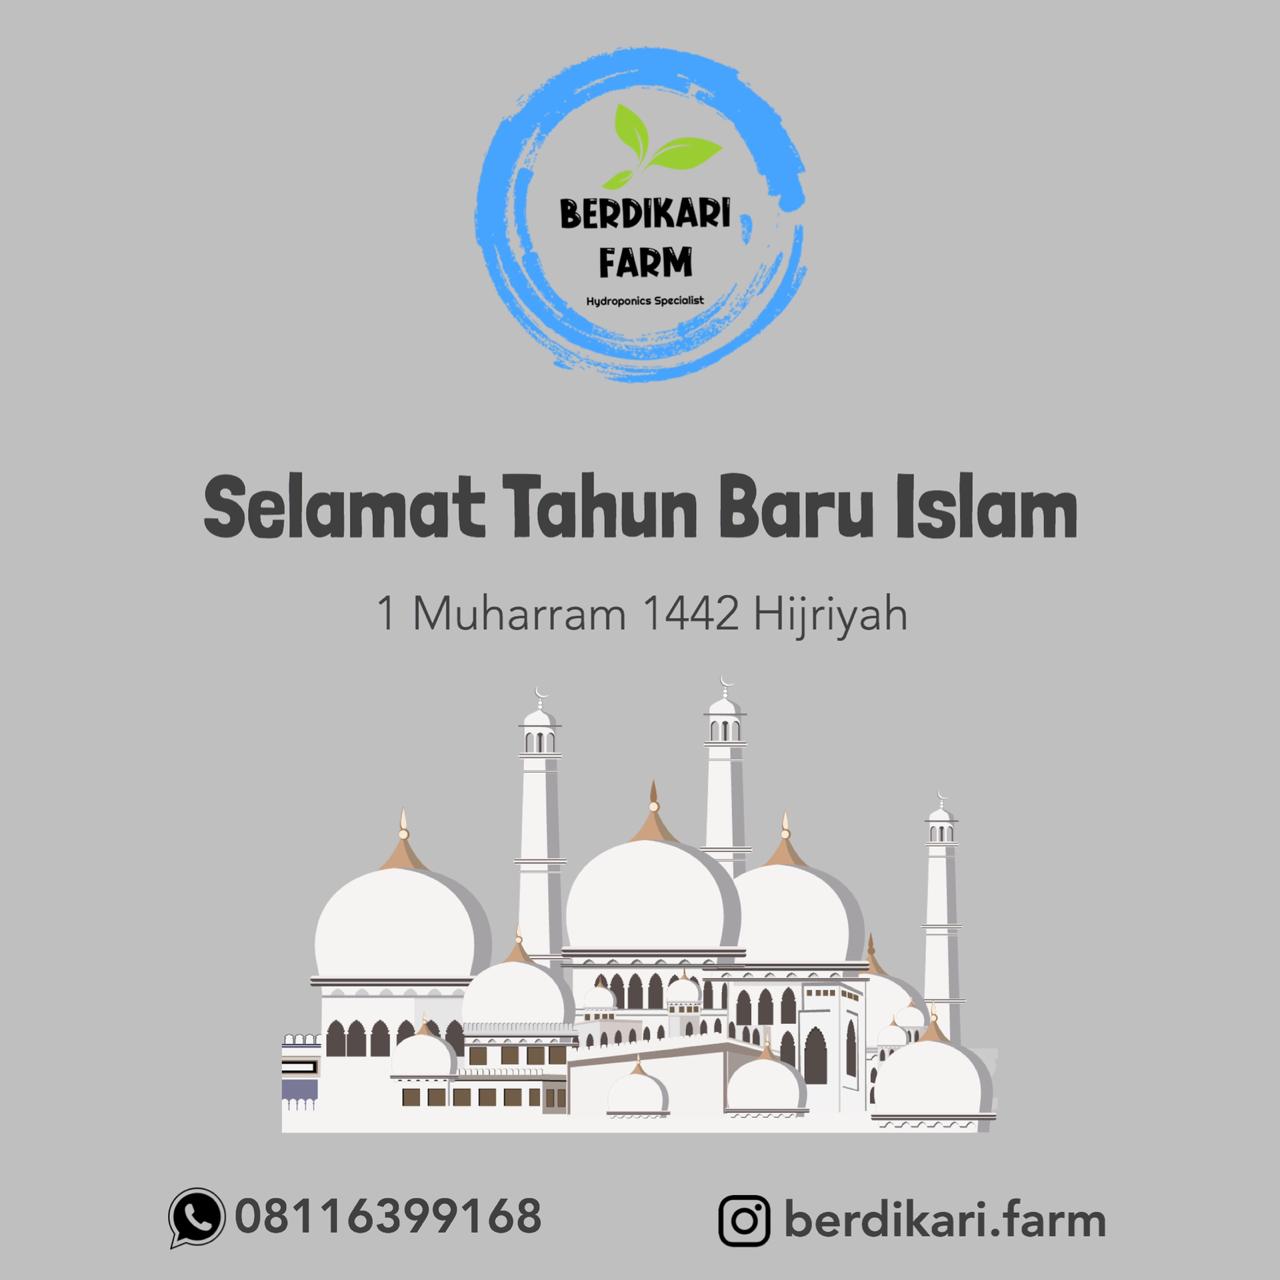 BERDIKARI
FARM
Hydroponics Specialist
Selamat Tahun Baru Islam
1 Muharram 1442 Hijriyah
08116399168
berdikari.farm